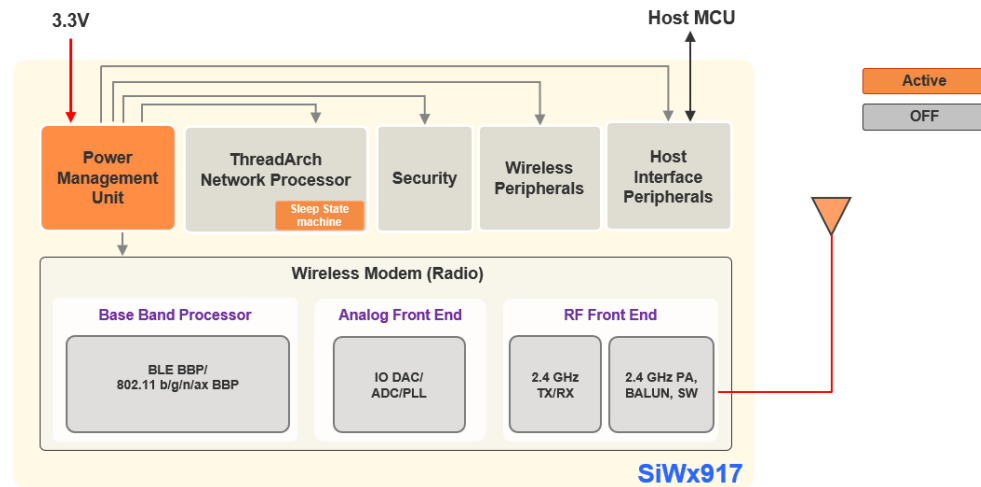 3.3V
Host MCU
Active
OFF
Power
Management
Unit
ThreadArch
Network Processor
Sleep State
machine
Security
Wireless
Peripherals
Host
Interface
Peripherals
Wireless Modem (Radio)
Base Band Processor
BLE BBP/
802.11 b/g/n/ax BBP
Analog Front End
IO DAC/
ADC/PLL
RF Front End
2.4 GHz
TX/RX
2.4 GHz PA,
BALUN, SW
SiWx917